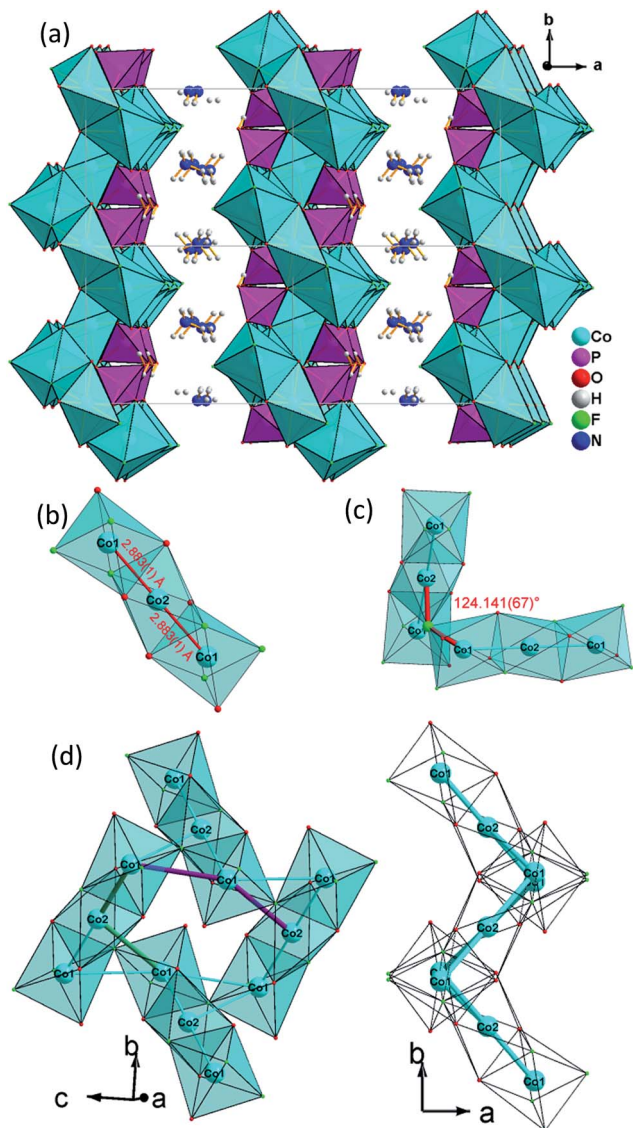 (a)
b
a
Co
P
O
H
F
N
(b)
Co1
2.883(1) Å
Co2
2.883(1) Å
Co1
(c)
Co1
Co2
124.141(67)°
Co1
Co1
Co2
Co1
(d)
Co1
Co2
Co1
Co1
Co1
Co2
Co2
Co1
Co1
Co1
Co2
Co1
b
c
a
Co1
Co2
Co1
Co2
Co1
Co2
Co1
b
a